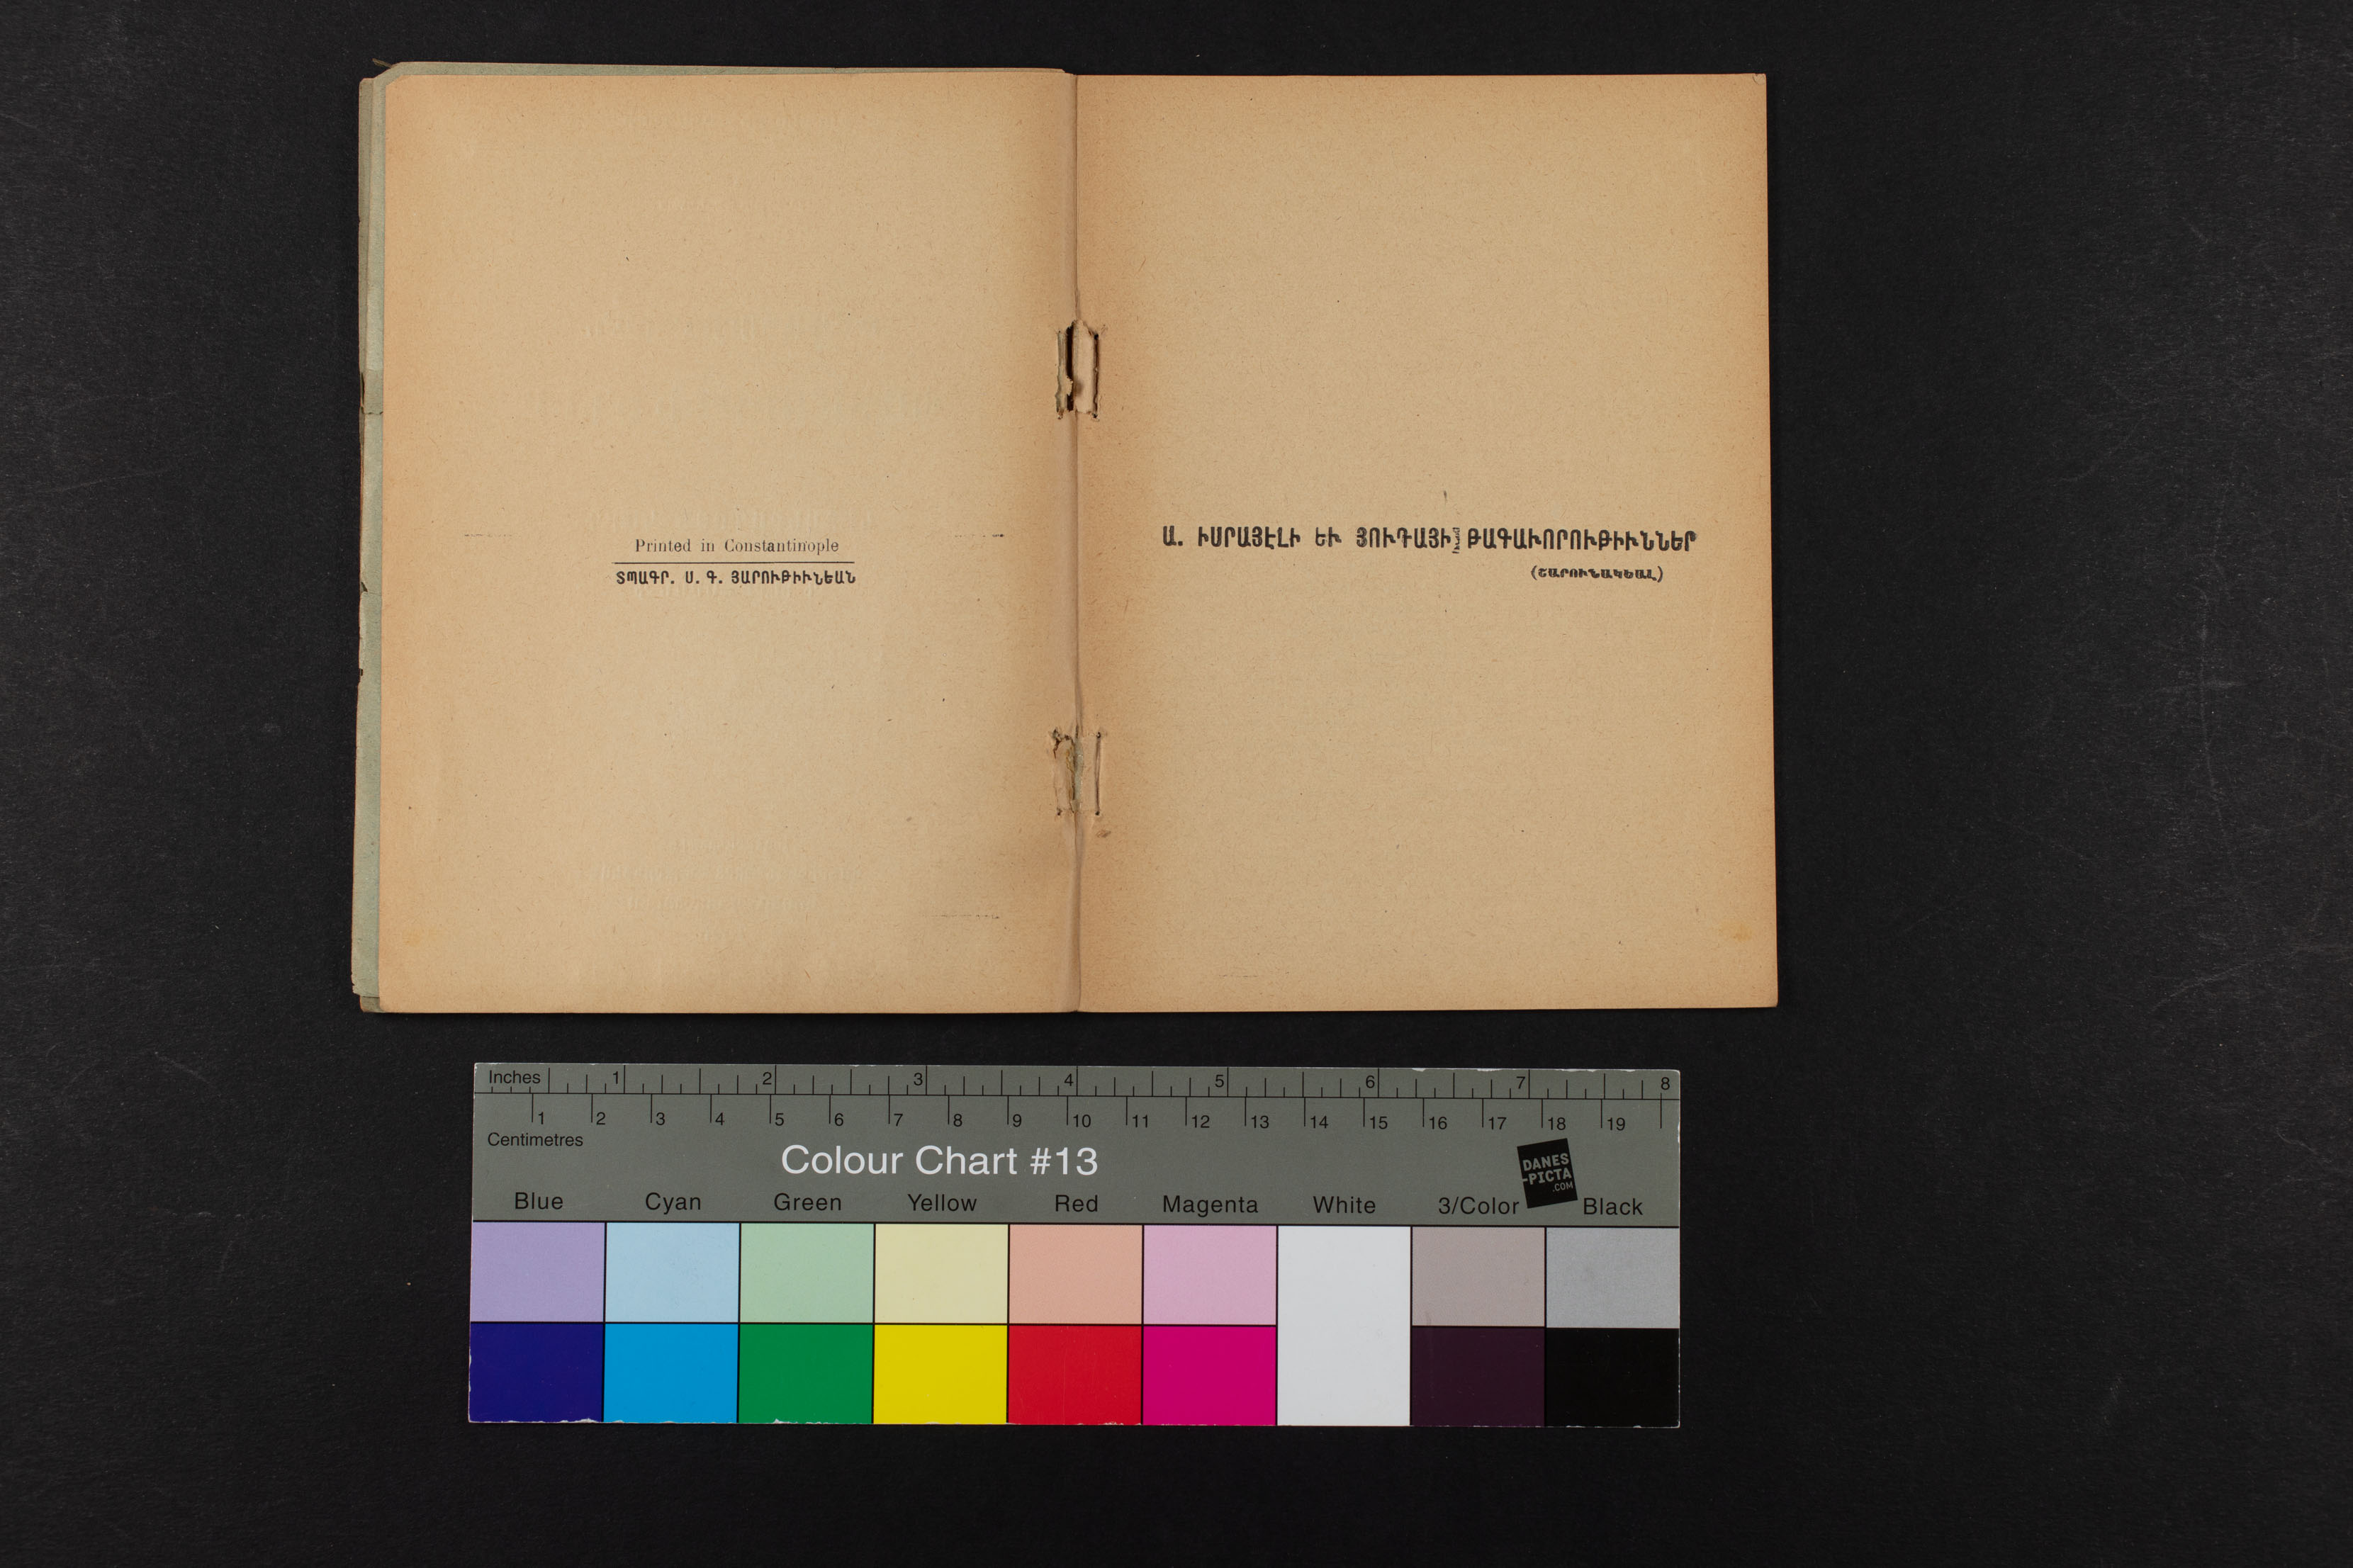 Printed in Constantinople
ՏՊԱԳՐ. Ս. Գ. ՅԱՐՈՒԹԻՒՆԵԱՆ
Ա. ԻՍՐԱՅԷԼԻ ԵՒ ՅՈՒԴԱՅԻ ԹԱԳԱՒՈՐՈՒԹԻՒՆՆԵՐ
(ՇԱՐՈՒՆԱԿԵԱԼ)
Inches 1 2 3 4 5 6 7 8
1 2 3 4 5 6 7 8 9 10 11 12 13 14 15 16 17 18 19
Centimetres
Colour Chart #13
DANES
-PICTA
.COM
Blue Cyan Green Yellow Red Magenta White 3/Color Black